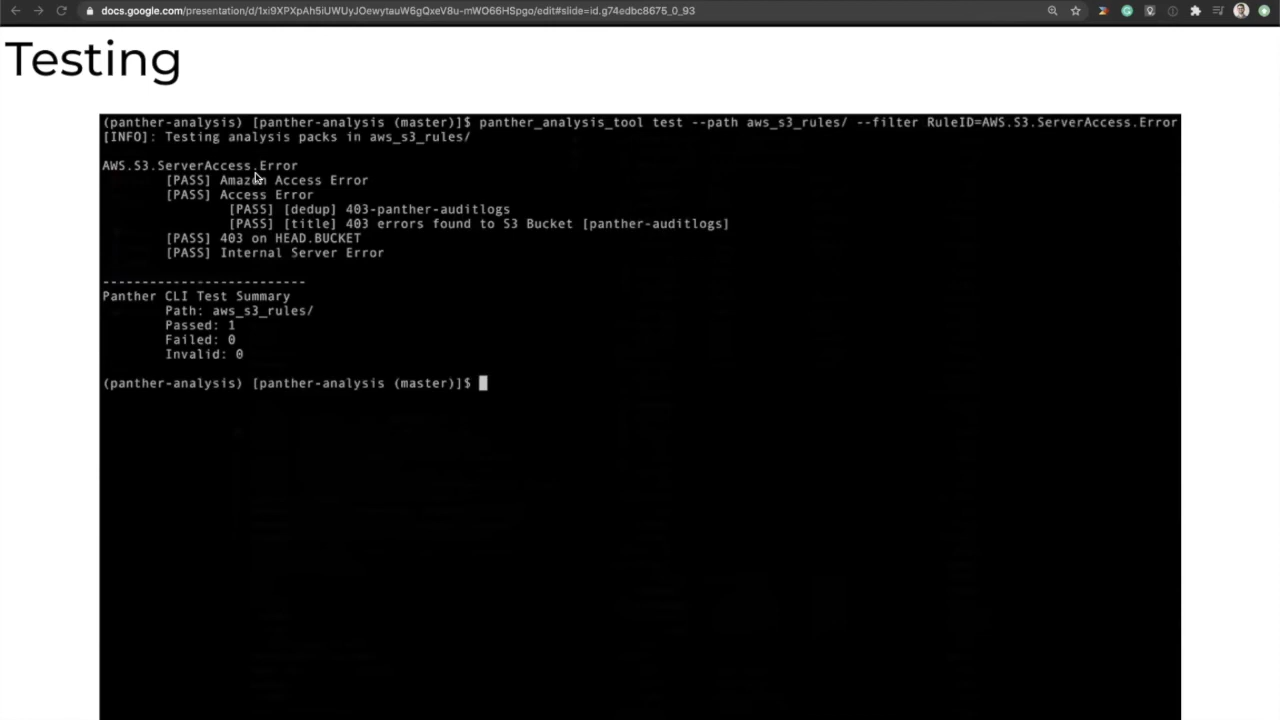 docs.google.com/presentation/d/1xi9XPXpAh5iUWUyJOewytauW6gQxeV8u-mWO66HSpgo/edit#slide=id.g74edbc8675_0_93
Testing
(panther-analysis) [panther-analysis (master)]$ panther_analysis_tool test --path aws_s3_rules/ --filter RuleID=AWS.S3.ServerAccess.Error
[INFO]: Testing analysis packs in aws_s3_rules/
AWS.S3.ServerAccess.Error
[PASS] Amazon Access Error
[PASS] Access Error
[PASS] [dedup] 403-panther-auditlogs
[PASS] [title] 403 errors found to S3 Bucket [panther-auditlogs]
[PASS] 403 on HEAD.BUCKET
[PASS] Internal Server Error
--------------------------
Panther CLI Test Summary
Path: aws_s3_rules/
Passed: 1
Failed: 0
Invalid: 0
(panther-analysis) [panther-analysis (master)]$